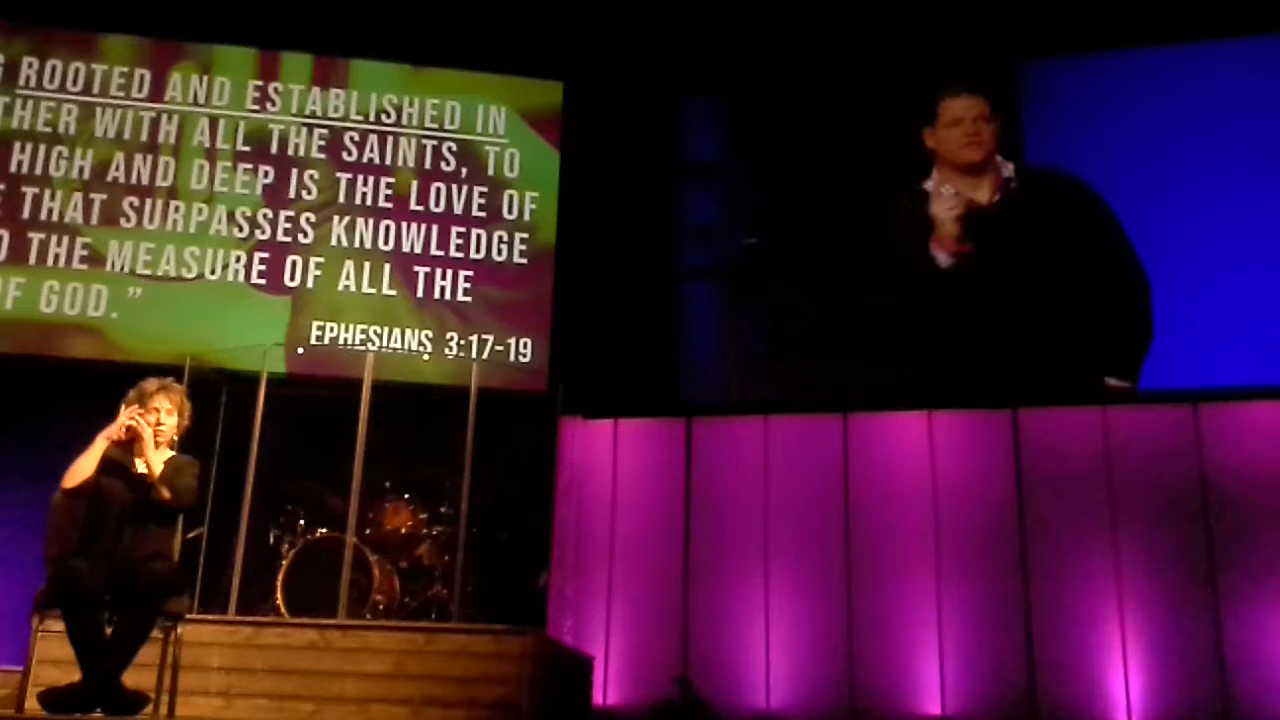 ROOTED AND ESTABLISHED IN
WITH ALL THE SAINTS, TO
HIGH AND DEEP IS THE LOVE OF
THAT SURPASSES KNOWLEDGE
THE MEASURE OF ALL THE
OF GOD.”
EPHESIANS 3:17-19